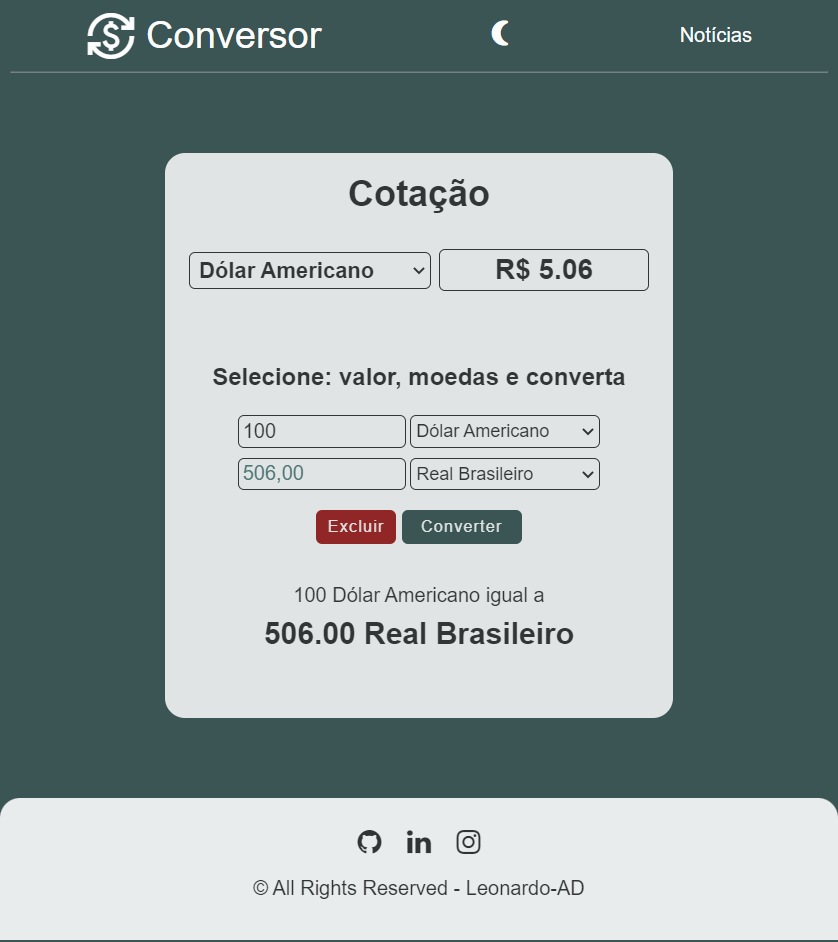 Conversor
Notícias
Cotação
Dólar Americano
R$ 5.06
Selecione: valor, moedas e converta
100
Dólar Americano
506,00
Real Brasileiro
Excluir
Converter
100 Dólar Americano igual a
506.00 Real Brasileiro
© All Rights Reserved - Leonardo-AD